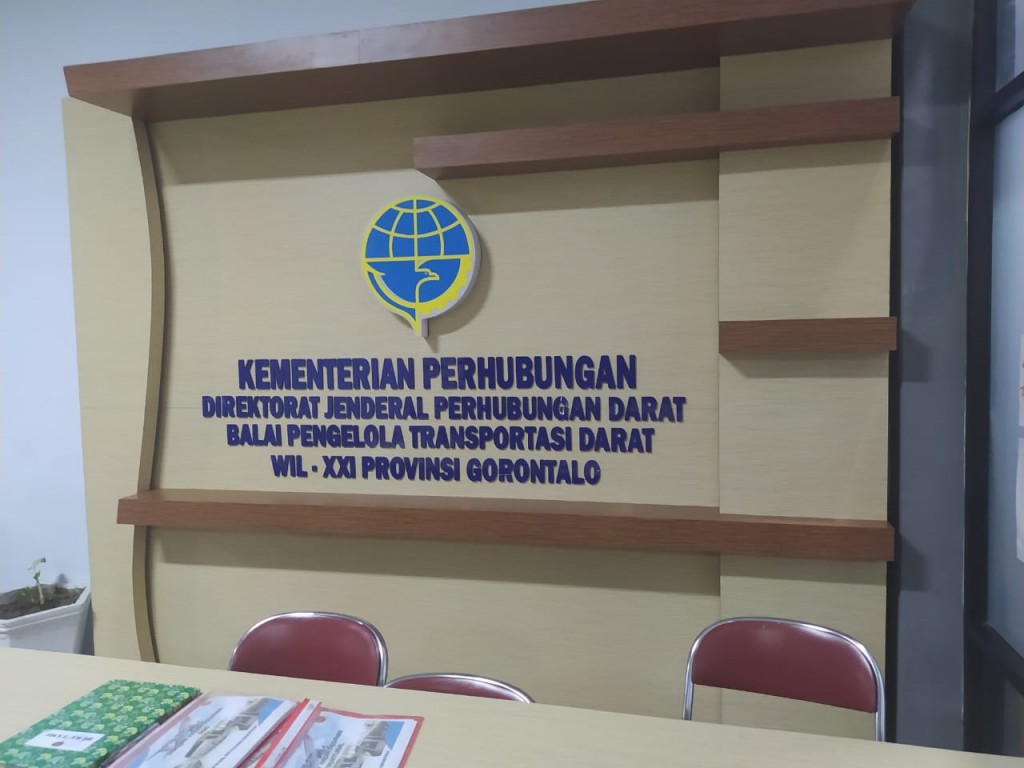 KEMENTERIAN PERHUBUNGAN
DIREKTORAT JENDERAL PERHUBUNGAN DARAT
BALAI PENGELOLA TRANSPORTASI DARAT
WIL - XXI PROVINSI GORONTALO